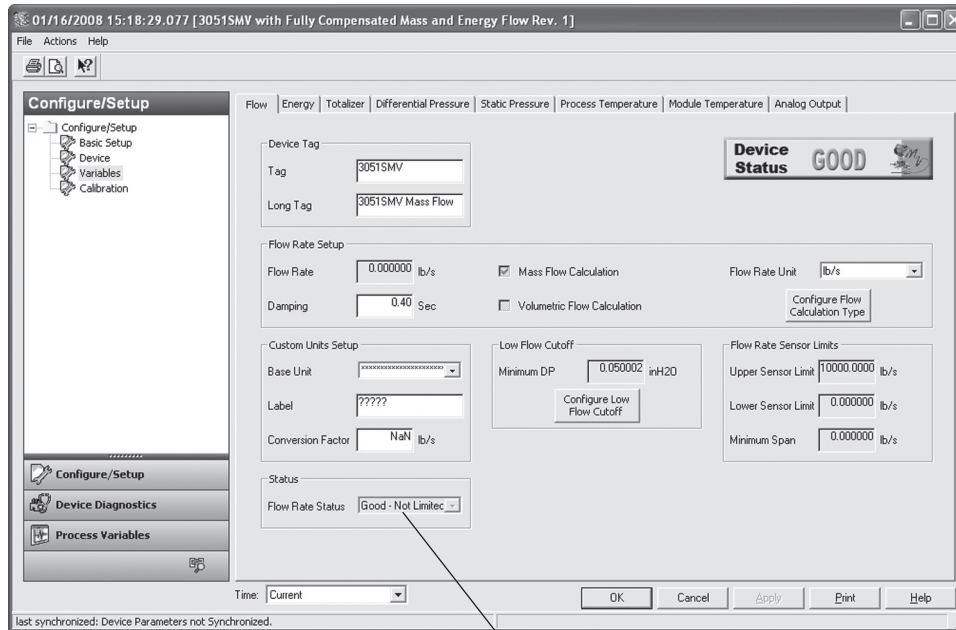 01/16/2008 15:18:29.077 [3051SMV with Fully Compensated Mass and Energy Flow Rev. 1]
File Actions Help
Configure/Setup
Configure/Setup
Basic Setup
Device
Variables
Calibration
Configure/Setup
Device Diagnostics
Process Variables
Flow Energy Totalizer Differential Pressure Static Pressure Process Temperature Module Temperature Analog Output
Device Tag
Tag 3051SMV
Long Tag 3051SMV Mass Flow
Device Status GOOD
Flow Rate Setup
Flow Rate 0.000000 lb/s Mass Flow Calculation Flow Rate Unit lb/s
Damping 0.40 Sec Volumetric Flow Calculation Configure Flow Calculation Type
Custom Units Setup
Base Unit
Label ?????
Conversion Factor NaN lb/s
Low Flow Cutoff
Minimum DP 0.050002 inH2O
Configure Low Flow Cutoff
Flow Rate Sensor Limits
Upper Sensor Limit 10000.0000 lb/s
Lower Sensor Limit 0.000000 lb/s
Minimum Span 0.000000 lb/s
Status
Flow Rate Status Good - Not Limitec
Time: Current OK Cancel Apply Print Help
last synchronized: Device Parameters not Synchronized.